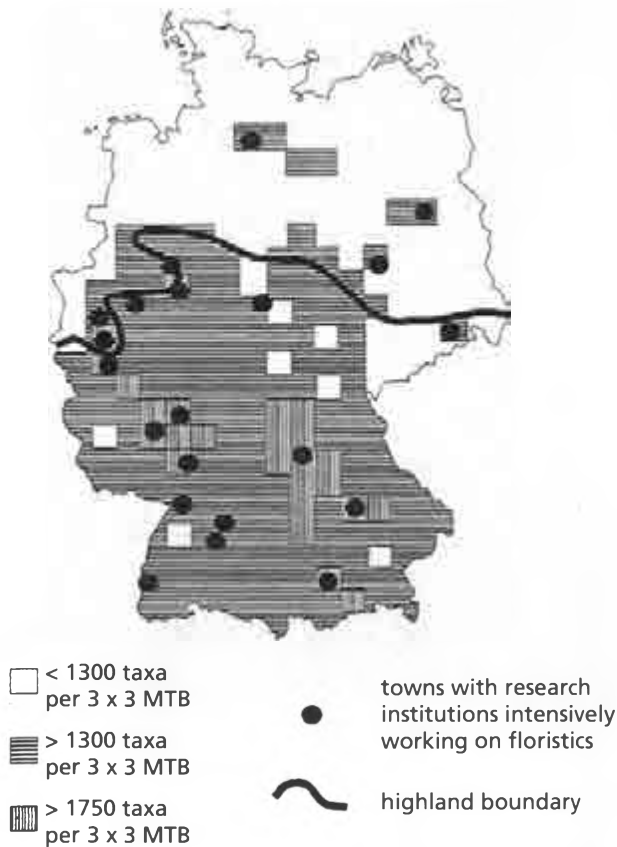 < 1300 taxa
per 3 x 3 MTB
> 1300 taxa
per 3 x 3 MTB
> 1750 taxa
per 3 x 3 MTB
towns with research
institutions intensively
working on floristics
highland boundary